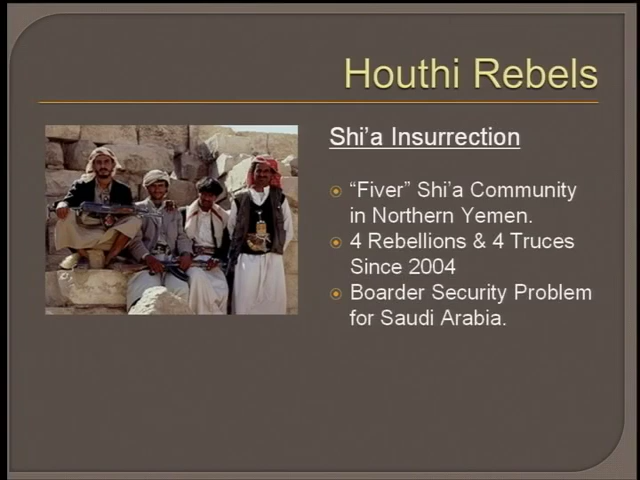 Houthi Rebels
Shi'a Insurrection
"Fiver" Shi'a Community
in Northern Yemen.
4 Rebellions & 4 Truces
Since 2004
Boarder Security Problem
for Saudi Arabia.